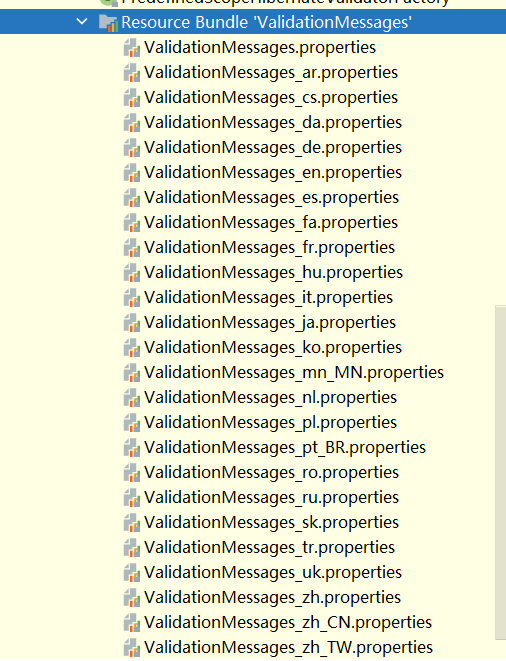 PredefinedScopeHibernateValidatorFactory
Resource Bundle 'ValidationMessages'
ValidationMessages.properties
ValidationMessages_ar.properties
ValidationMessages_cs.properties
ValidationMessages_da.properties
ValidationMessages_de.properties
ValidationMessages_en.properties
ValidationMessages_es.properties
ValidationMessages_fa.properties
ValidationMessages_fr.properties
ValidationMessages_hu.properties
ValidationMessages_it.properties
ValidationMessages_ja.properties
ValidationMessages_ko.properties
ValidationMessages_mn_MN.properties
ValidationMessages_nl.properties
ValidationMessages_pl.properties
ValidationMessages_pt_BR.properties
ValidationMessages_ro.properties
ValidationMessages_ru.properties
ValidationMessages_sk.properties
ValidationMessages_tr.properties
ValidationMessages_uk.properties
ValidationMessages_zh.properties
ValidationMessages_zh_CN.properties
ValidationMessages_zh_TW.properties